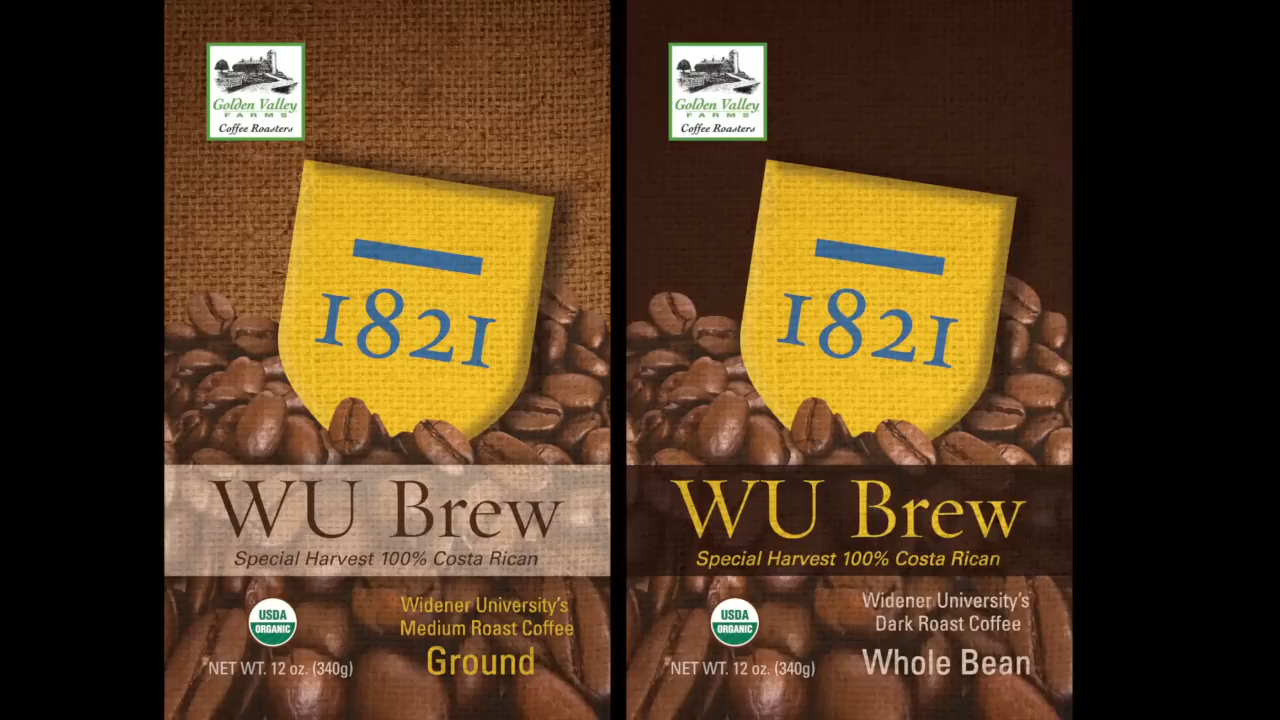 Golden Valley
FARMS
Coffee Roasters
1821
WU Brew
Special Harvest 100% Costa Rican
USDA
ORGANIC
Widener University's
Medium Roast Coffee
Ground
NET WT. 12 oz. (340g)
Golden Valley
FARMS
Coffee Roasters
1821
WU Brew
Special Harvest 100% Costa Rican
USDA
ORGANIC
Widener University's
Dark Roast Coffee
Whole Bean
NET WT. 12 oz. (340g)